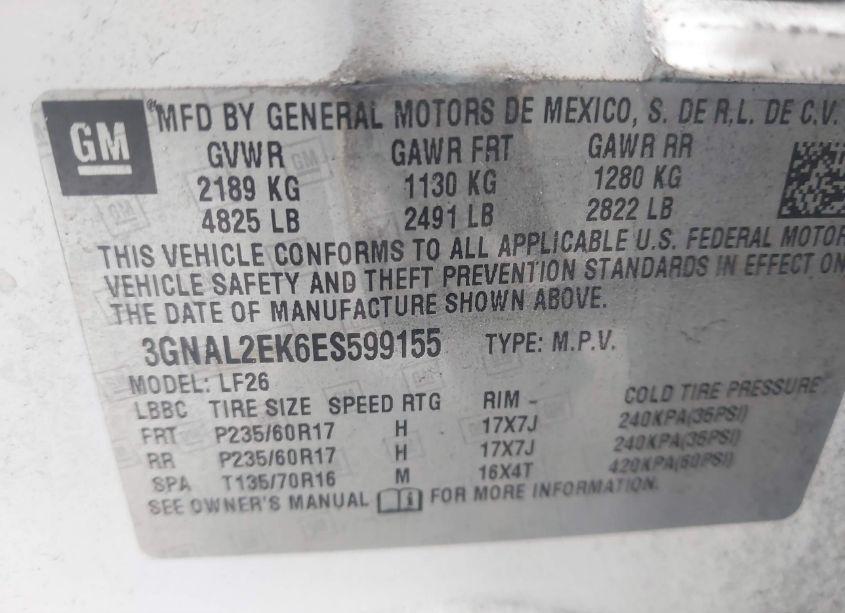 GM
MFD BY GENERAL MOTORS DE MEXICO, S. DE R.L. DE C.V.
GVWR GAWR FRT GAWR RR
2189 KG 1130 KG 1280 KG
4825 LB 2491 LB 2822 LB
THIS VEHICLE CONFORMS TO ALL APPLICABLE U.S. FEDERAL MOTOR
VEHICLE SAFETY AND THEFT PREVENTION STANDARDS IN EFFECT ON
THE DATE OF MANUFACTURE SHOWN ABOVE.
3GNAL2EK6ES599155 TYPE: M.P.V.
MODEL: LF26
LBBC TIRE SIZE SPEED RTG RIM COLD TIRE PRESSURE
FRT P235/60R17 H 17X7J 240KPA(35PSI)
RR P235/60R17 H 17X7J 240KPA(35PSI)
SPA T135/70R16 M 16X4T 420KPA(60PSI)
SEE OWNER'S MANUAL FOR MORE INFORMATION.